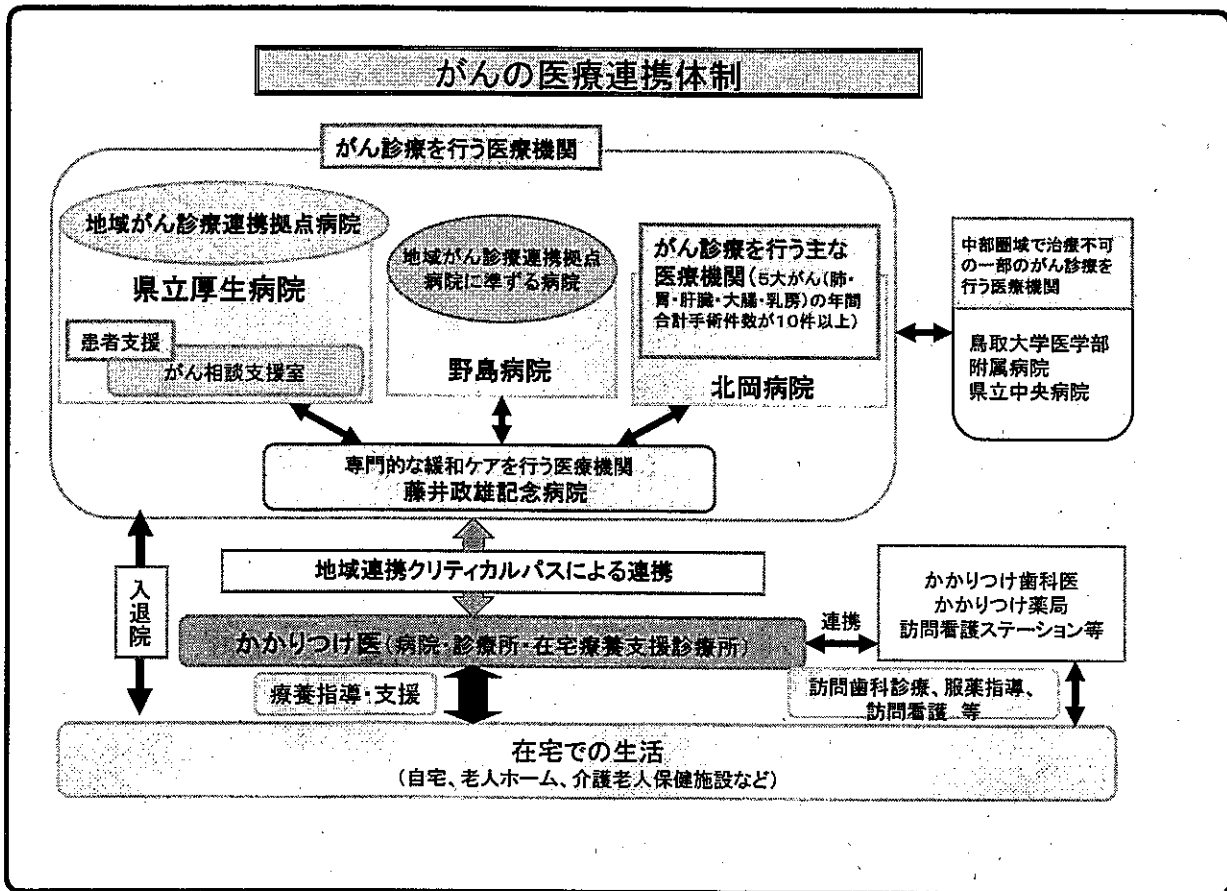 がんの医療連携体制
がん診療を行う医療機関
地域がん診療連携拠点病院
県立厚生病院
患者支援
がん相談支援室
地域がん診療連携拠点
病院に準ずる病院
野島病院
がん診療を行う主な
医療機関(5大がん(肺・
胃・肝臓・大腸・乳房)の年間
合計手術件数が10件以上)
北岡病院
中部圏域で治療不可
の一部のがん診療を
行う医療機関
鳥取大学医学部
附属病院
県立中央病院
専門的な緩和ケアを行う医療機関
藤井政雄記念病院
入退院
地域連携クリティカルパスによる連携
かかりつけ医(病院・診療所・在宅療養支援診療所)
連携
かかりつけ歯科医
かかりつけ薬局
訪問看護ステーション等
療養指導・支援
訪問歯科診療、服薬指導、
訪問看護 等
在宅での生活
(自宅、老人ホーム、介護老人保健施設など)